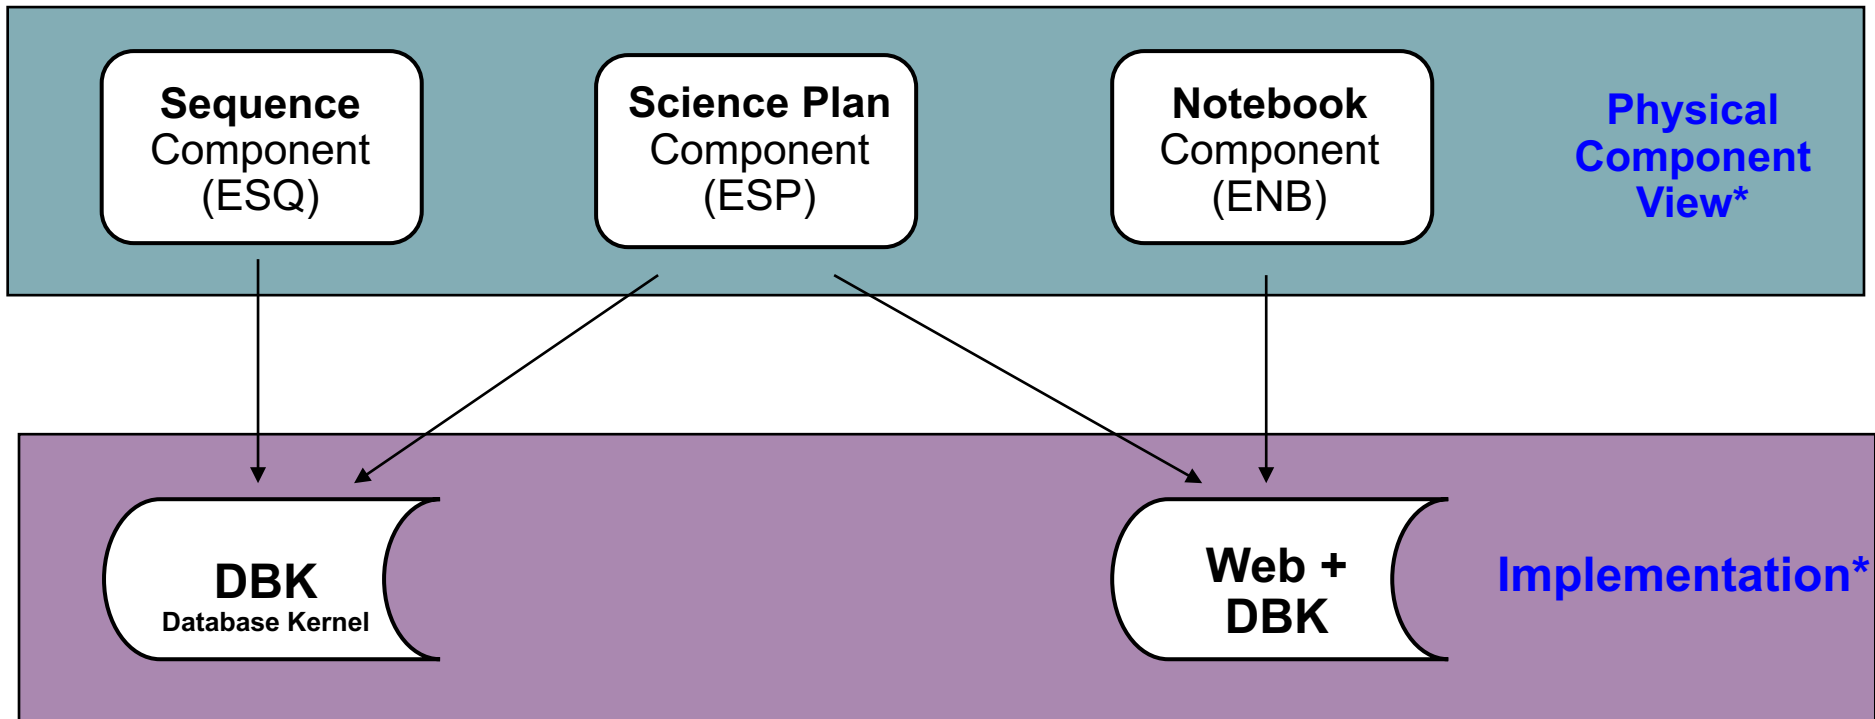 Sequence
Component
(ESQ)
Science Plan
Component
(ESP)
Notebook
Component
(ENB)
Physical
Component
View*
DBK
Database Kernel
Web +
DBK
Implementation*